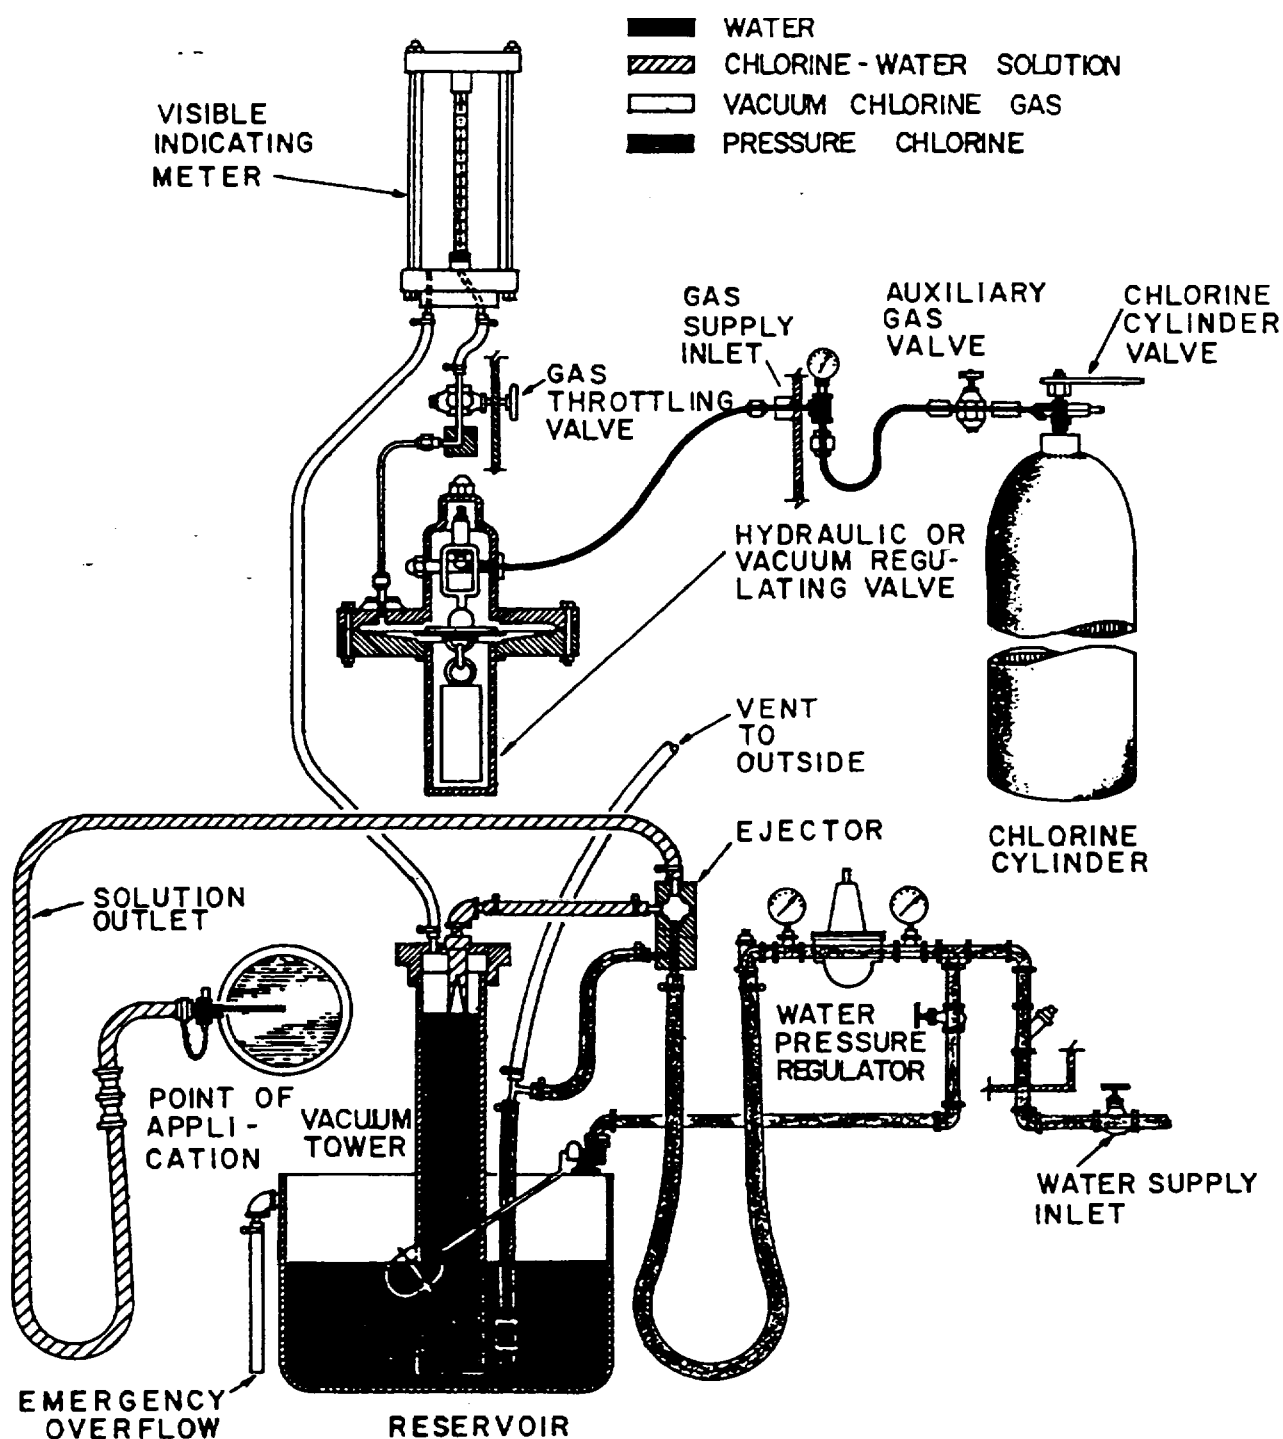 WATER
CHLORINE-WATER SOLUTION
VACUUM CHLORINE GAS
PRESSURE CHLORINE
VISIBLE
INDICATING
METER
GAS
SUPPLY
INLET
AUXILIARY
GAS
VALVE
CHLORINE
CYLINDER
VALVE
GAS
THROTTLING
VALVE
HYDRAULIC OR
VACUUM REGU-
LATING VALVE
VENT
TO
OUTSIDE
EJECTOR
CHLORINE
CYLINDER
SOLUTION
OUTLET
WATER
PRESSURE
REGULATOR
POINT OF
APPLI-
CATION
VACUUM
TOWER
WATER SUPPLY
INLET
EMERGENCY
OVERFLOW
RESERVOIR